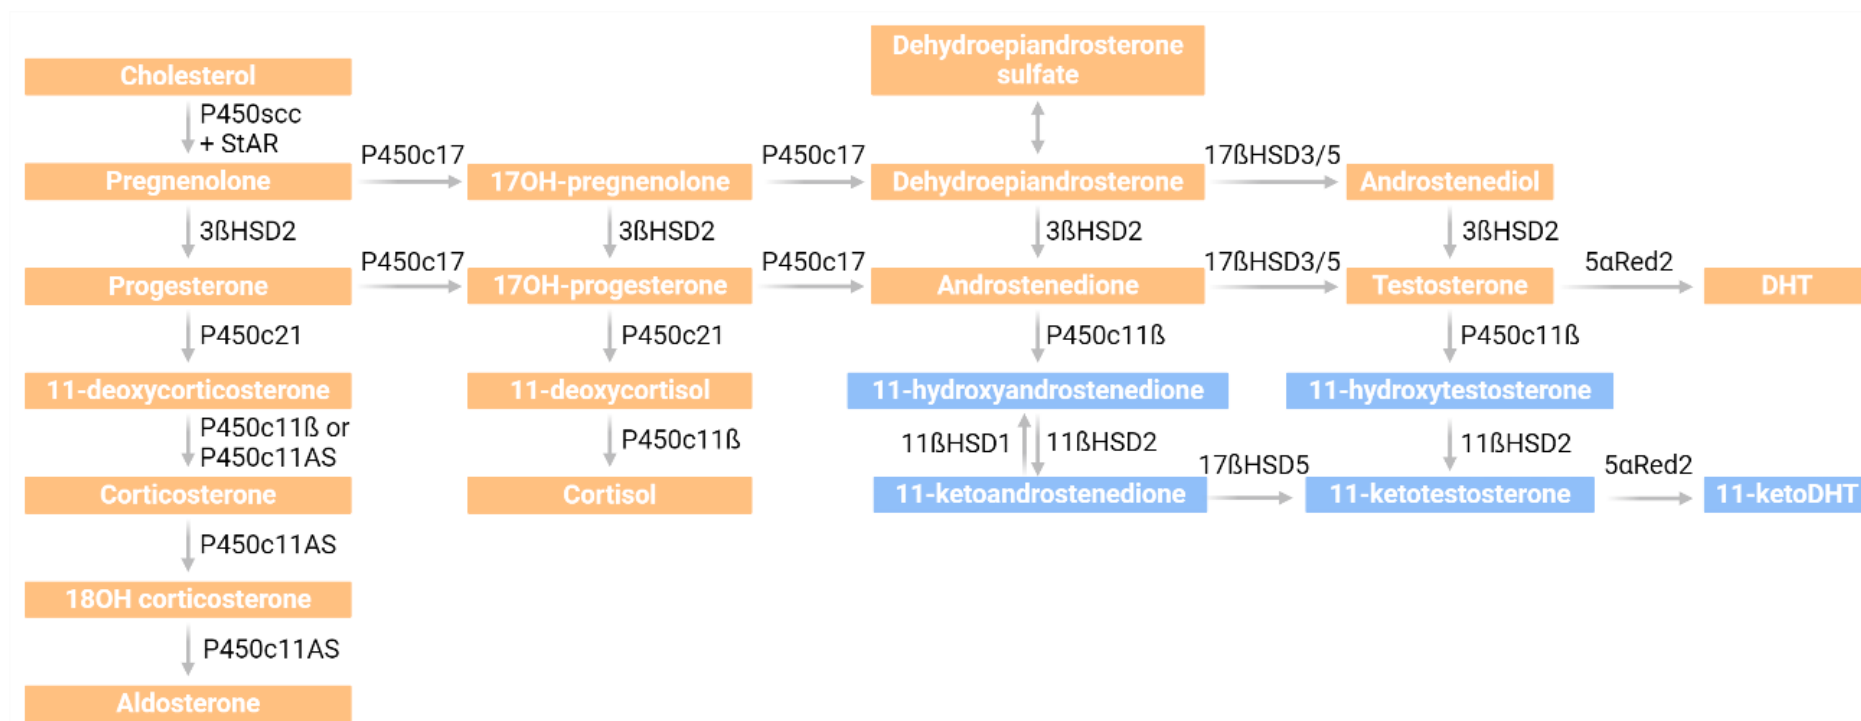 Dehydroepiandrosterone
sulfate
Cholesterol
P450scc
+ StAR
P450c17
P450c17
17ßHSD3/5
Pregnenolone
17OH-pregnenolone
Dehydroepiandrosterone
Androstenediol
3ßHSD2
3ßHSD2
3ßHSD2
3ßHSD2
P450c17
P450c17
17ßHSD3/5
5αRed2
Progesterone
17OH-progesterone
Androstenedione
Testosterone
DHT
P450c21
P450c21
P450c11ß
P450c11ß
11-deoxycorticosterone
11-deoxycortisol
11-hydroxyandrostenedione
11-hydroxytestosterone
P450c11ß or
P450c11AS
P450c11ß
11ßHSD1
11ßHSD2
11ßHSD2
17ßHSD5
5αRed2
Corticosterone
Cortisol
11-ketoandrostenedione
11-ketotestosterone
11-ketoDHT
P450c11AS
18OH corticosterone
P450c11AS
Aldosterone